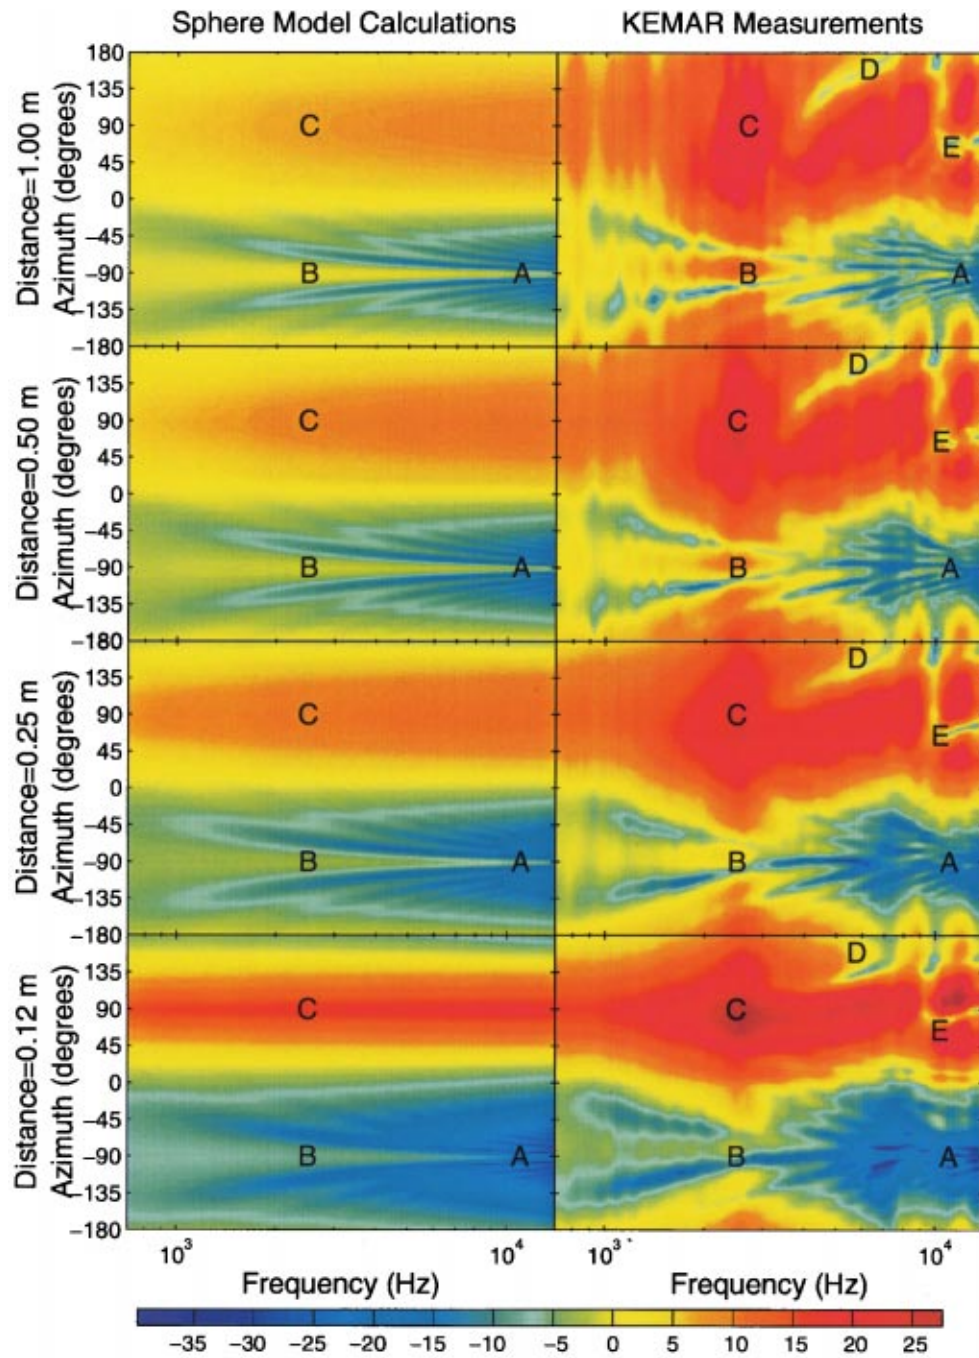 Sphere Model Calculations KEMAR Measurements
Distance=1.00 m
Azimuth (degrees)
180
135
90
45
0
−45
−90
−135
−180
C
B
A
C
D
E
B
A
Distance=0.50 m
Azimuth (degrees)
135
90
45
0
−45
−90
−135
−180
C
B
A
C
D
E
B
A
Distance=0.25 m
Azimuth (degrees)
135
90
45
0
−45
−90
−135
−180
C
B
A
C
D
E
B
A
Distance=0.12 m
Azimuth (degrees)
135
90
45
0
−45
−90
−135
−180
C
B
A
C
D
E
B
A
10³ 10⁴ 10³ 10⁴
Frequency (Hz) Frequency (Hz)
−35 −30 −25 −20 −15 −10 −5 0 5 10 15 20 25